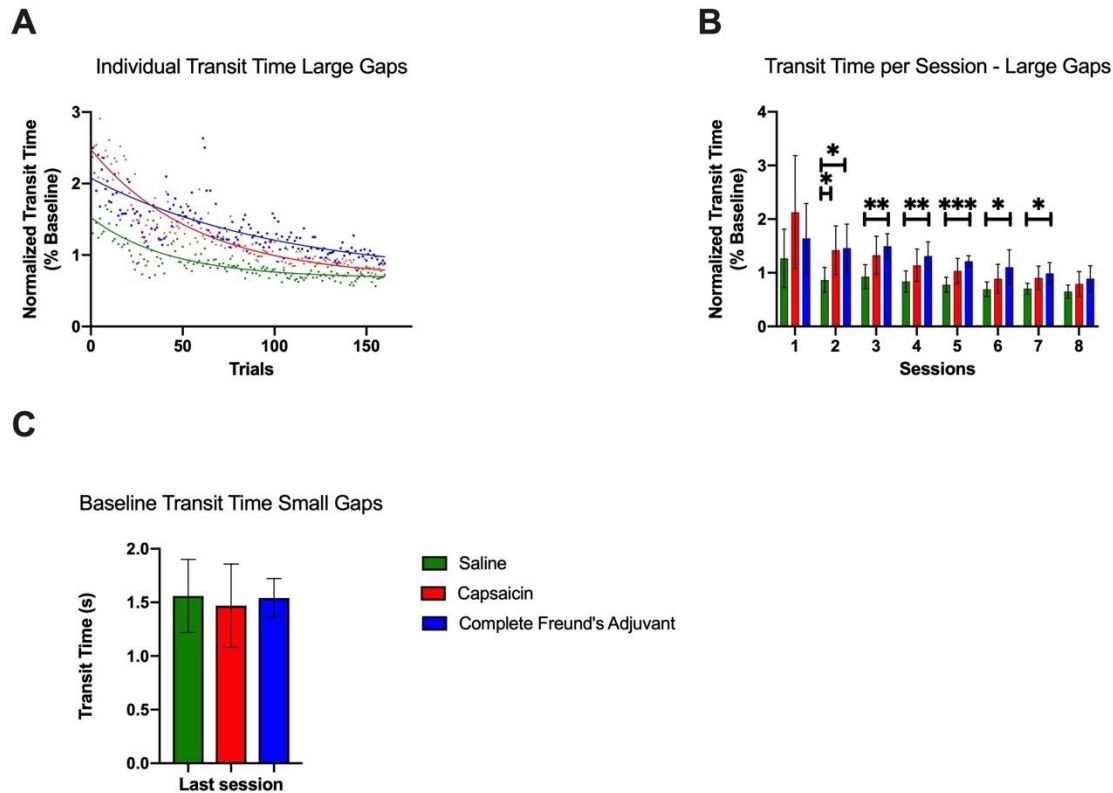 A
Individual Transit Time Large Gaps
Normalized Transit Time
(% Baseline)
3
2
1
0
0 50 100 150
Trials
B
Transit Time per Session - Large Gaps
Normalized Transit Time
(% Baseline)
4
3
2
1
0
*
*
** ** *** * *
1 2 3 4 5 6 7 8
Sessions
C
Baseline Transit Time Small Gaps
Transit Time (s)
2.0
1.5
1.0
0.5
0.0
Last session
Saline
Capsaicin
Complete Freund's Adjuvant